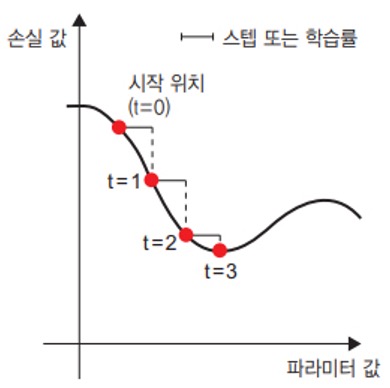 손실 값
스텝 또는 학습률
시작 위치
(t=0)
t=1
t=2
t=3
파라미터 값